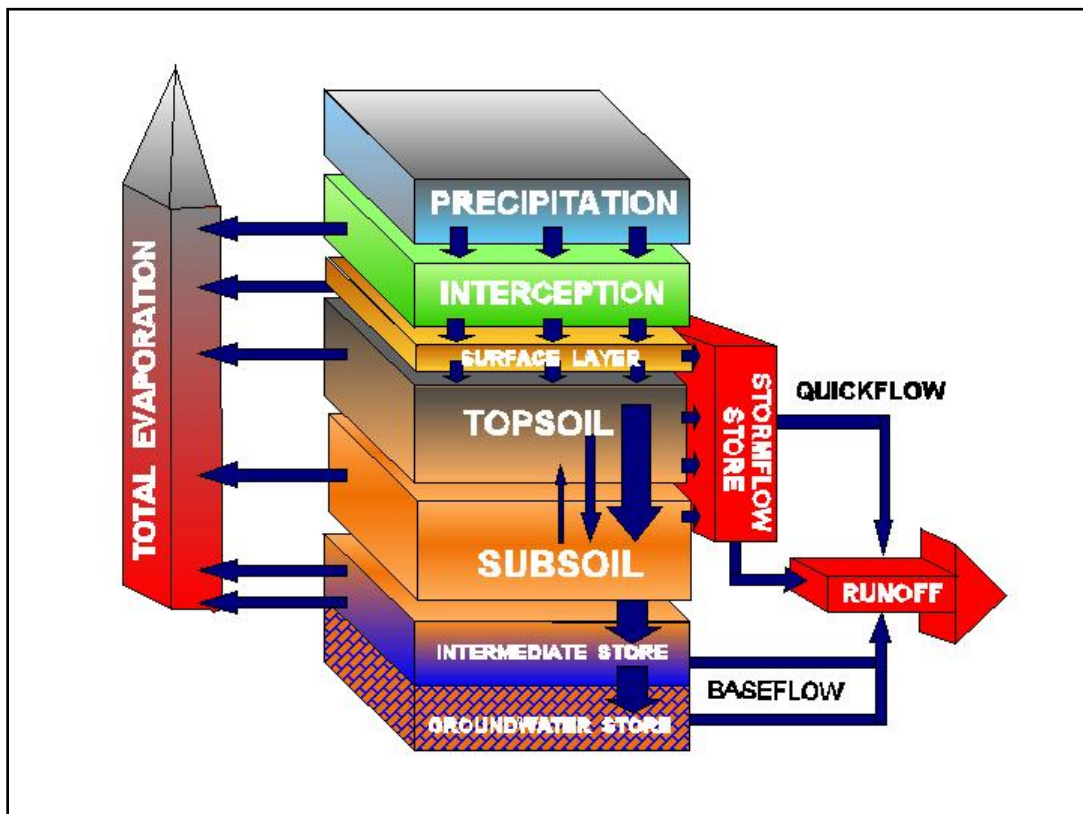 PRECIPITATION
INTERCEPTION
SURFACE LAYER
TOPSOIL
SUBSOIL
INTERMEDIATE STORE
GROUNDWATER STORE
TOTAL EVAPORATION
STORMFLOW
STORE
QUICKFLOW
RUNOFF
BASEFLOW